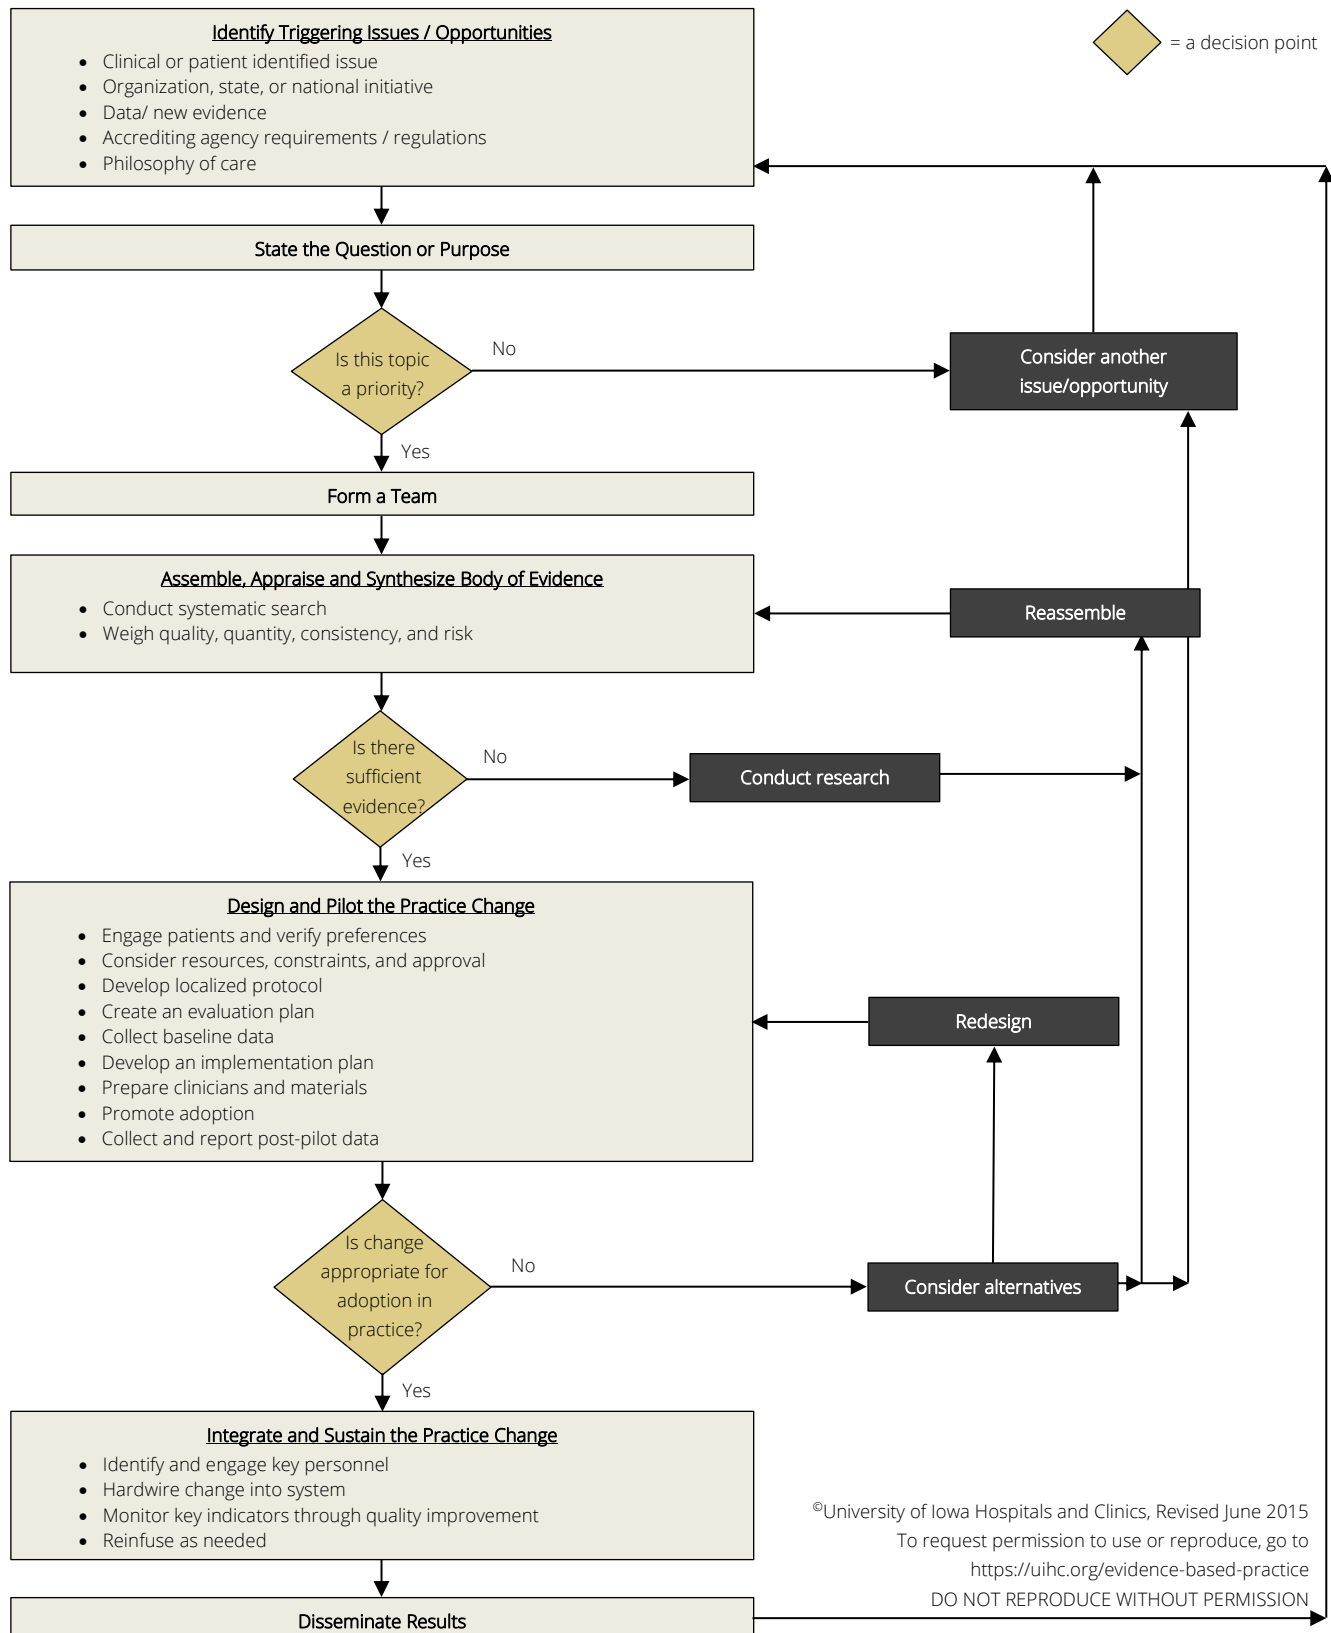 Identify Triggering Issues / Opportunities
• Clinical or patient identified issue
• Organization, state, or national initiative
• Data/ new evidence
• Accrediting agency requirements / regulations
• Philosophy of care
= a decision point
State the Question or Purpose
Is this topic
a priority?
No
Consider another
issue/opportunity
Yes
Form a Team
Assemble, Appraise and Synthesize Body of Evidence
• Conduct systematic search
• Weigh quality, quantity, consistency, and risk
Reassemble
Is there
sufficient
evidence?
No
Conduct research
Yes
Design and Pilot the Practice Change
• Engage patients and verify preferences
• Consider resources, constraints, and approval
• Develop localized protocol
• Create an evaluation plan
• Collect baseline data
• Develop an implementation plan
• Prepare clinicians and materials
• Promote adoption
• Collect and report post-pilot data
Redesign
Is change
appropriate for
adoption in
practice?
No
Consider alternatives
Yes
Integrate and Sustain the Practice Change
• Identify and engage key personnel
• Hardwire change into system
• Monitor key indicators through quality improvement
• Reinfuse as needed
©University of Iowa Hospitals and Clinics, Revised June 2015
To request permission to use or reproduce, go to
https://uihc.org/evidence-based-practice
DO NOT REPRODUCE WITHOUT PERMISSION
Disseminate Results